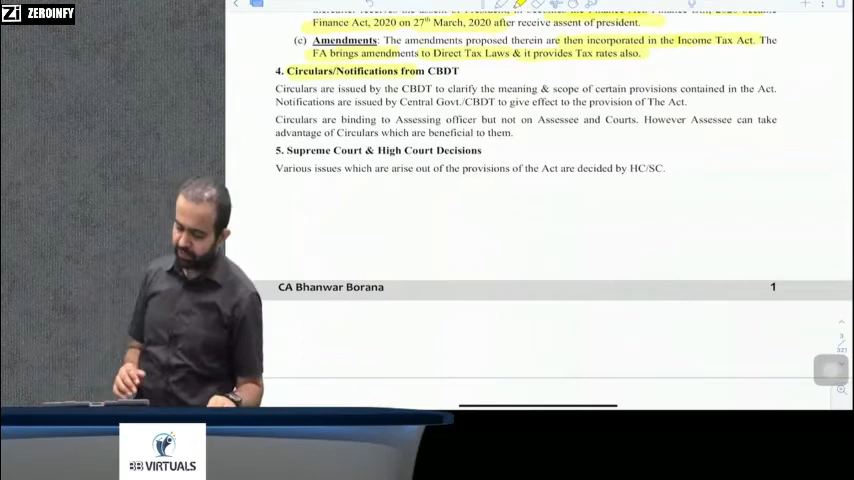 Zi ZEROINFY
Finance Act, 2020 on 27th March, 2020 after receive assent of president.
(c) Amendments: The amendments proposed therein are then incorporated in the Income Tax Act. The
FA brings amendments to Direct Tax Laws & it provides Tax rates also.
4. Circulars/Notifications from CBDT
Circulars are issued by the CBDT to clarify the meaning & scope of certain provisions contained in the Act.
Notifications are issued by Central Govt./CBDT to give effect to the provision of The Act.
Circulars are binding to Assessing officer but not on Assessee and Courts. However Assessee can take
advantage of Circulars which are beneficial to them.
5. Supreme Court & High Court Decisions
Various issues which are arise out of the provisions of the Act are decided by HC/SC.
CA Bhanwar Borana 1
3
327
BB VIRTUALS